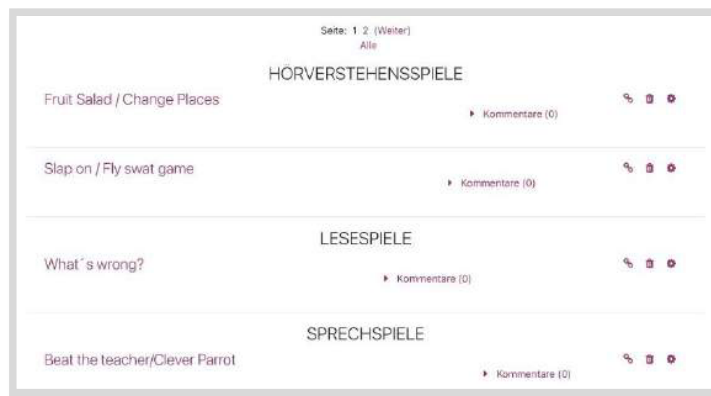 Seite: 1 2 (Weiter)
Alle
HÖRVERSTEHENSSPIELE
Fruit Salad / Change Places
Kommentare (0)
Slap on / Fly swat game
Kommentare (0)
LESESPIELE
What´s wrong?
Kommentare (0)
SPRECHSPIELE
Beat the teacher/Clever Parrot
Kommentare (0)